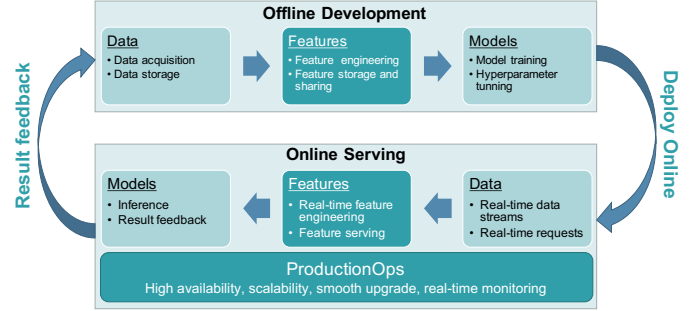 Offline Development
Data
• Data acquisition
• Data storage
Features
• Feature engineering
• Feature storage and
sharing
Models
• Model training
• Hyperparameter
tunning
Result feedback
Deploy Online
Online Serving
Models
• Inference
• Result feedback
Features
• Real-time feature
engineering
• Feature serving
Data
• Real-time data
streams
• Real-time requests
ProductionOps
High availability, scalability, smooth upgrade, real-time monitoring